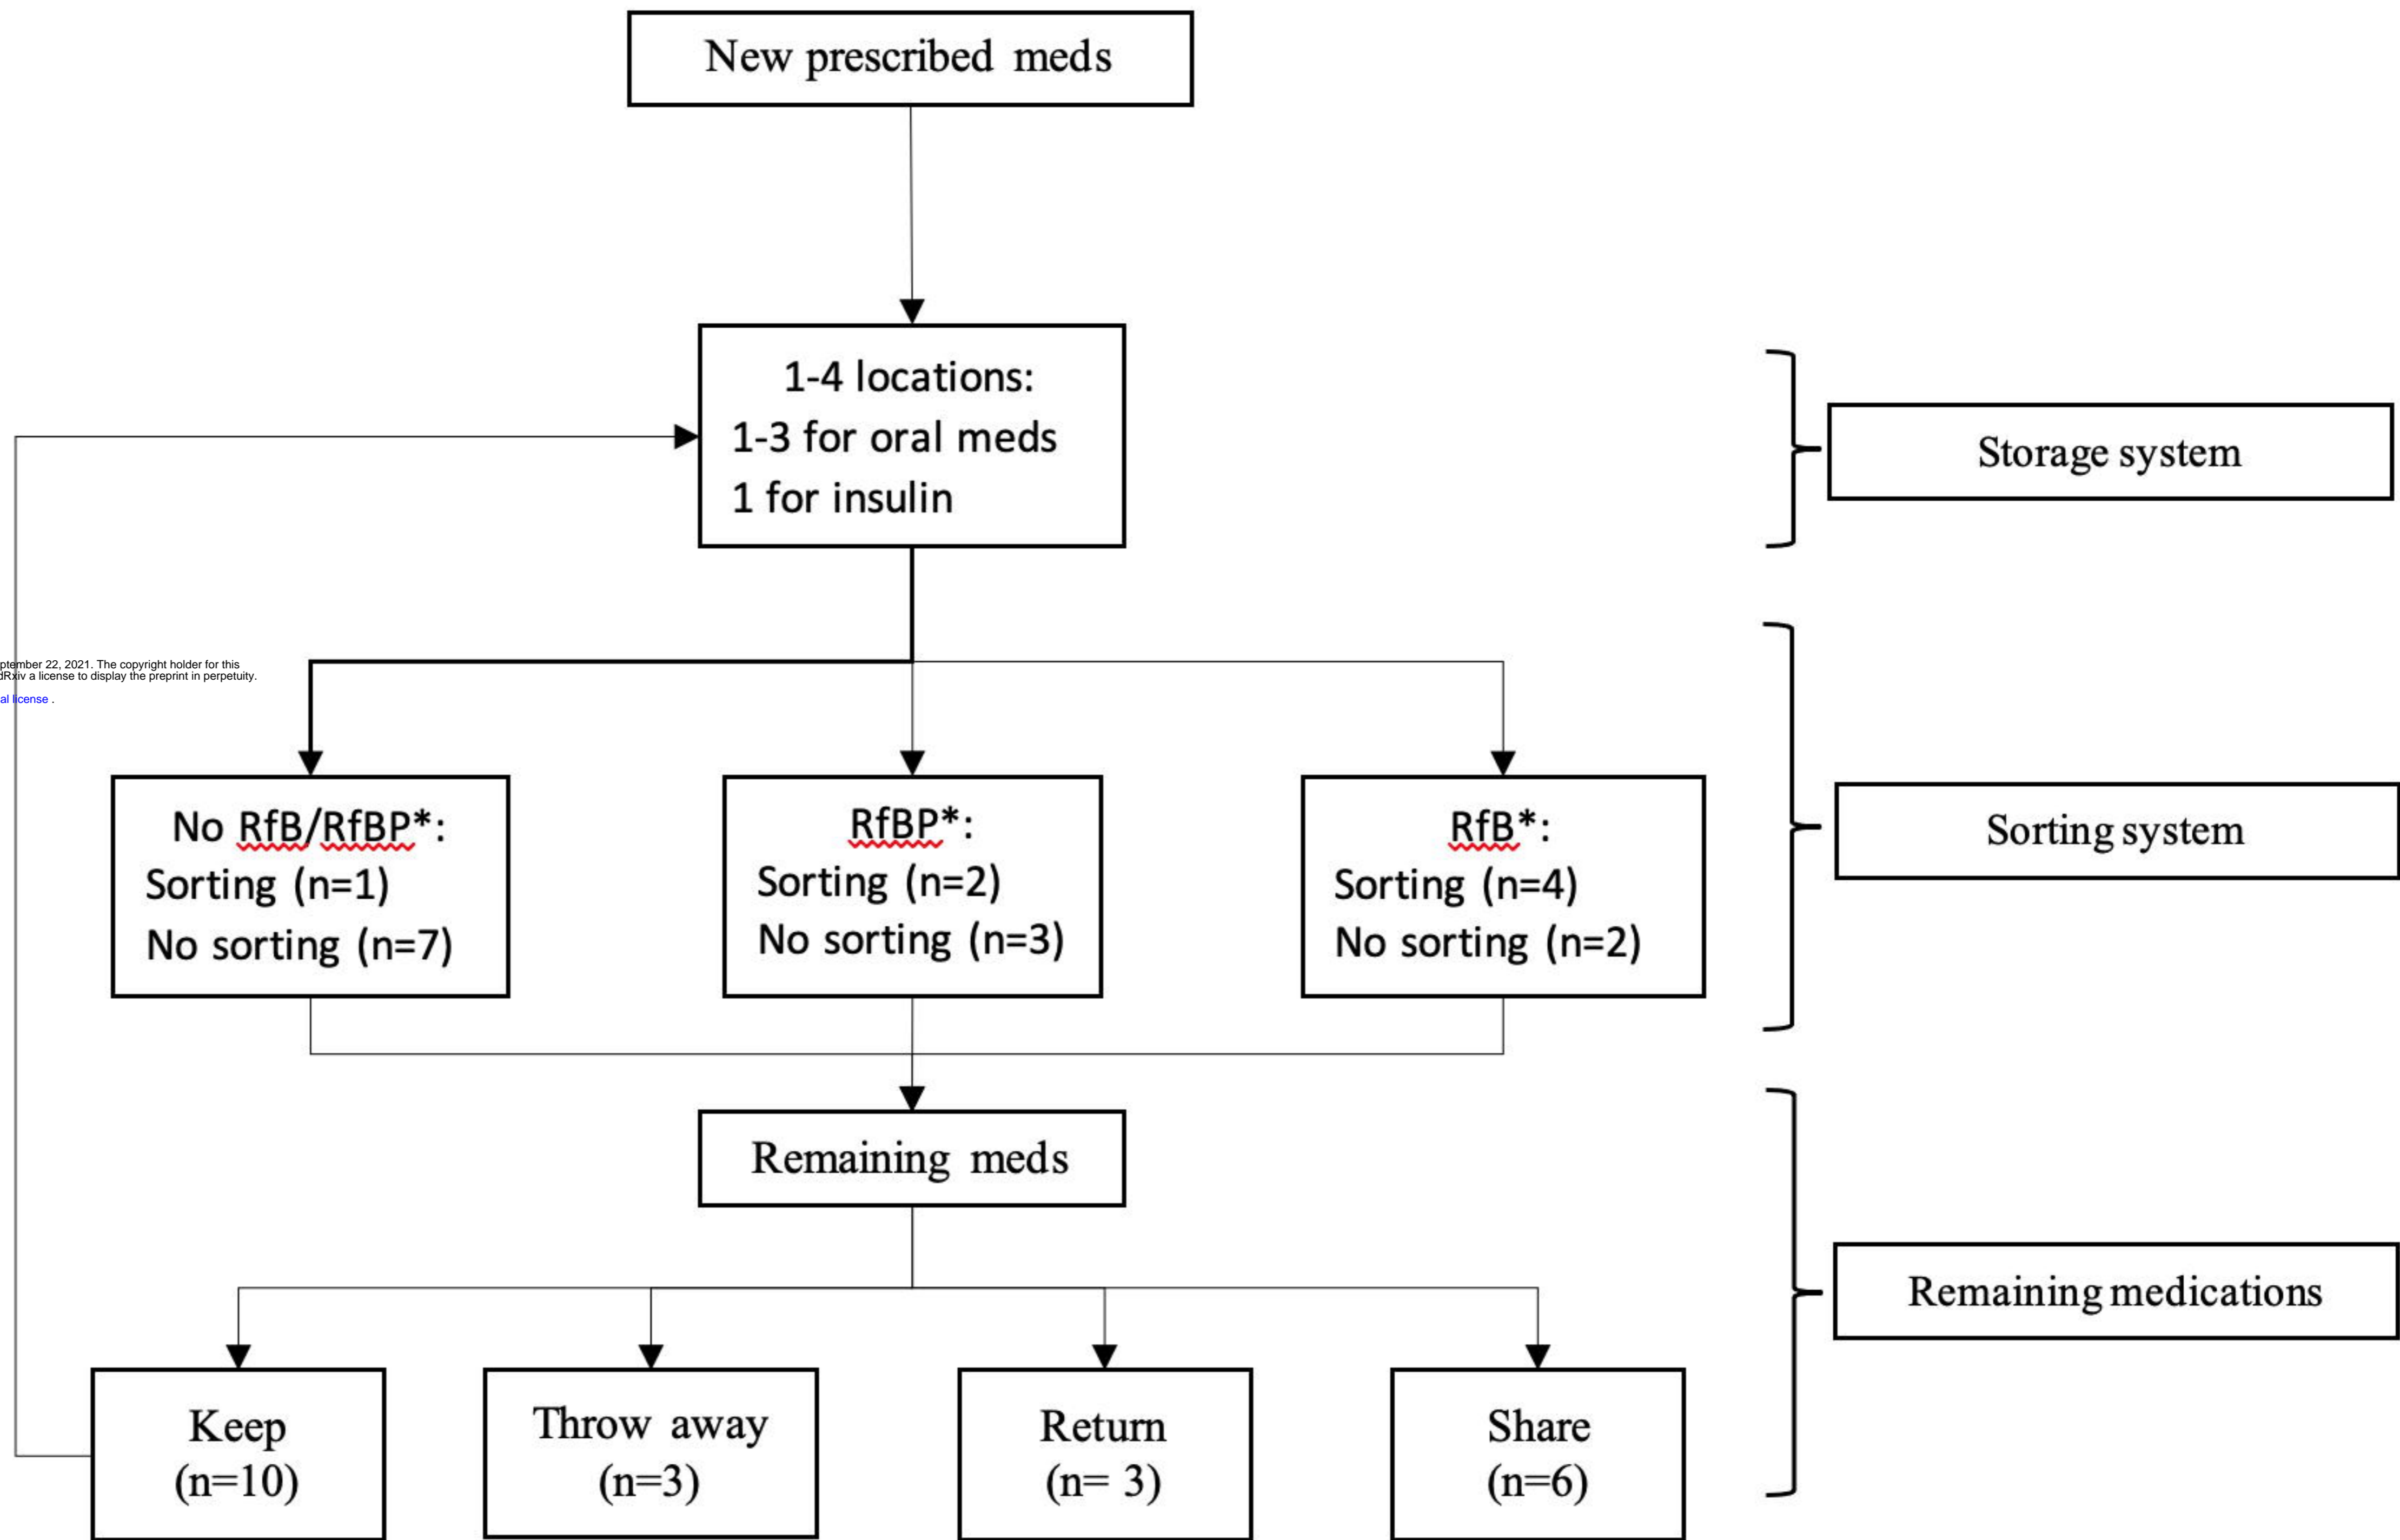 New prescribed meds
1-4 locations:
1-3 for oral meds
1 for insulin
Storage system
ptember 22, 2021. The copyright holder for this
dRxiv a license to display the preprint in perpetuity.
al license .
No RfB/RfBP*:
Sorting (n=1)
No sorting (n=7)
RfBP*:
Sorting (n=2)
No sorting (n=3)
RfB*:
Sorting (n=4)
No sorting (n=2)
Sorting system
Remaining meds
Remaining medications
Keep
(n=10)
Throw away
(n=3)
Return
(n= 3)
Share
(n=6)